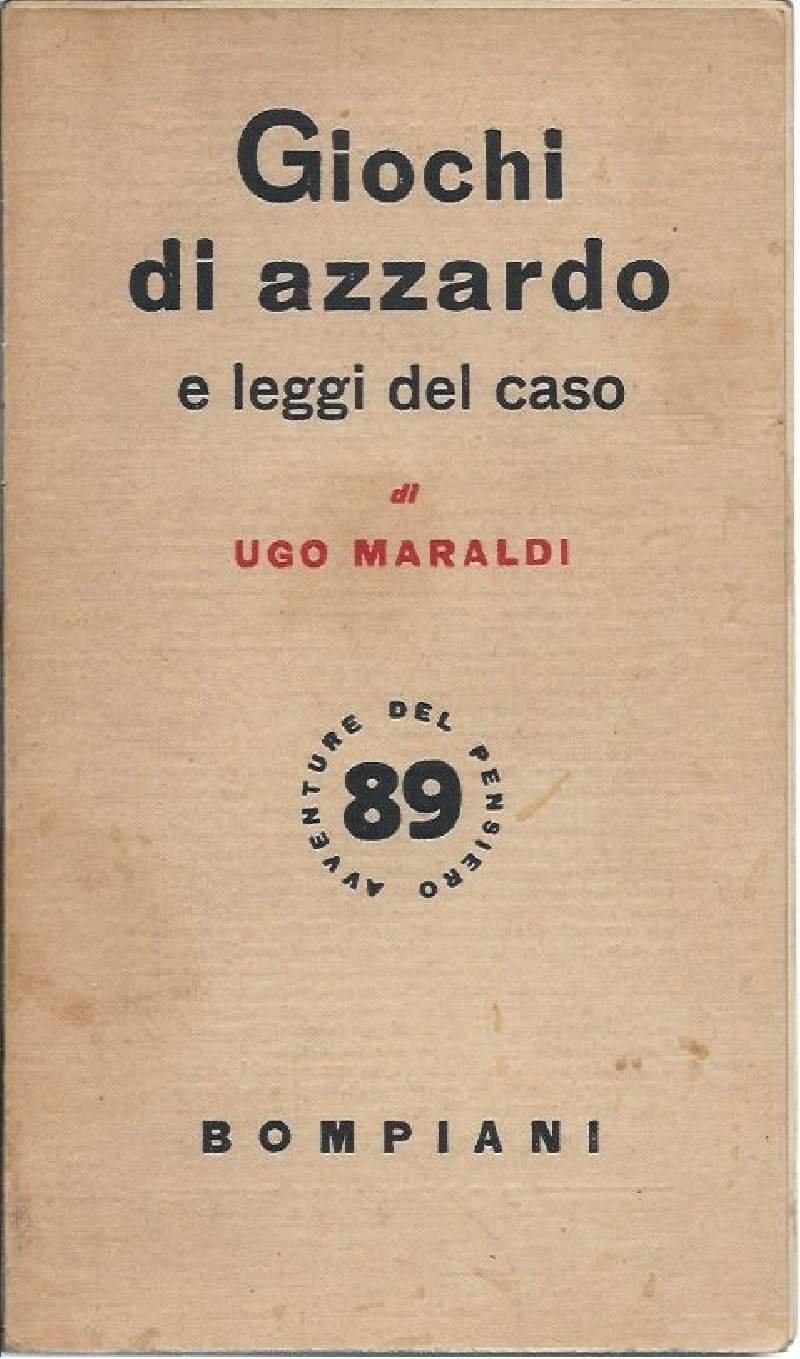 Giochi
di azzardo
e leggi del caso
di
UGO MARALDI
AVVENTURE DEL PENSIERO
89
BOMPIANI